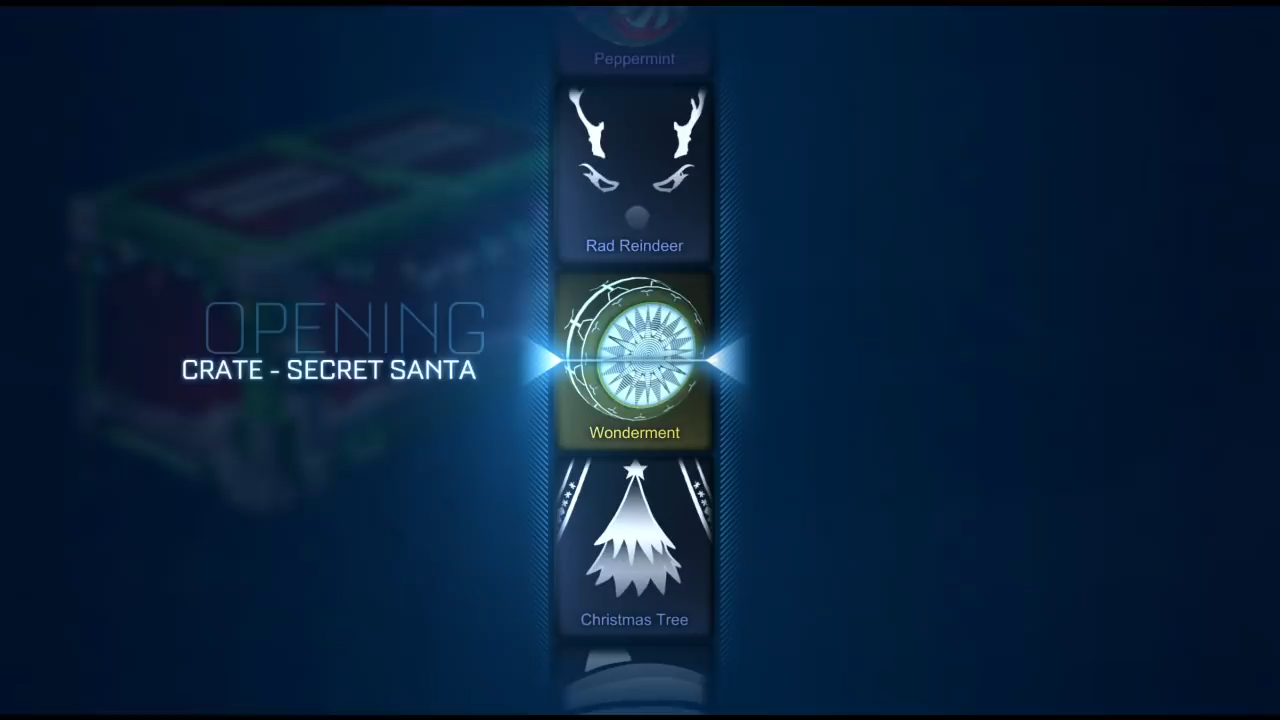 Peppermint
Rad Reindeer
OPENING
CRATE - SECRET SANTA
Wonderment
Christmas Tree